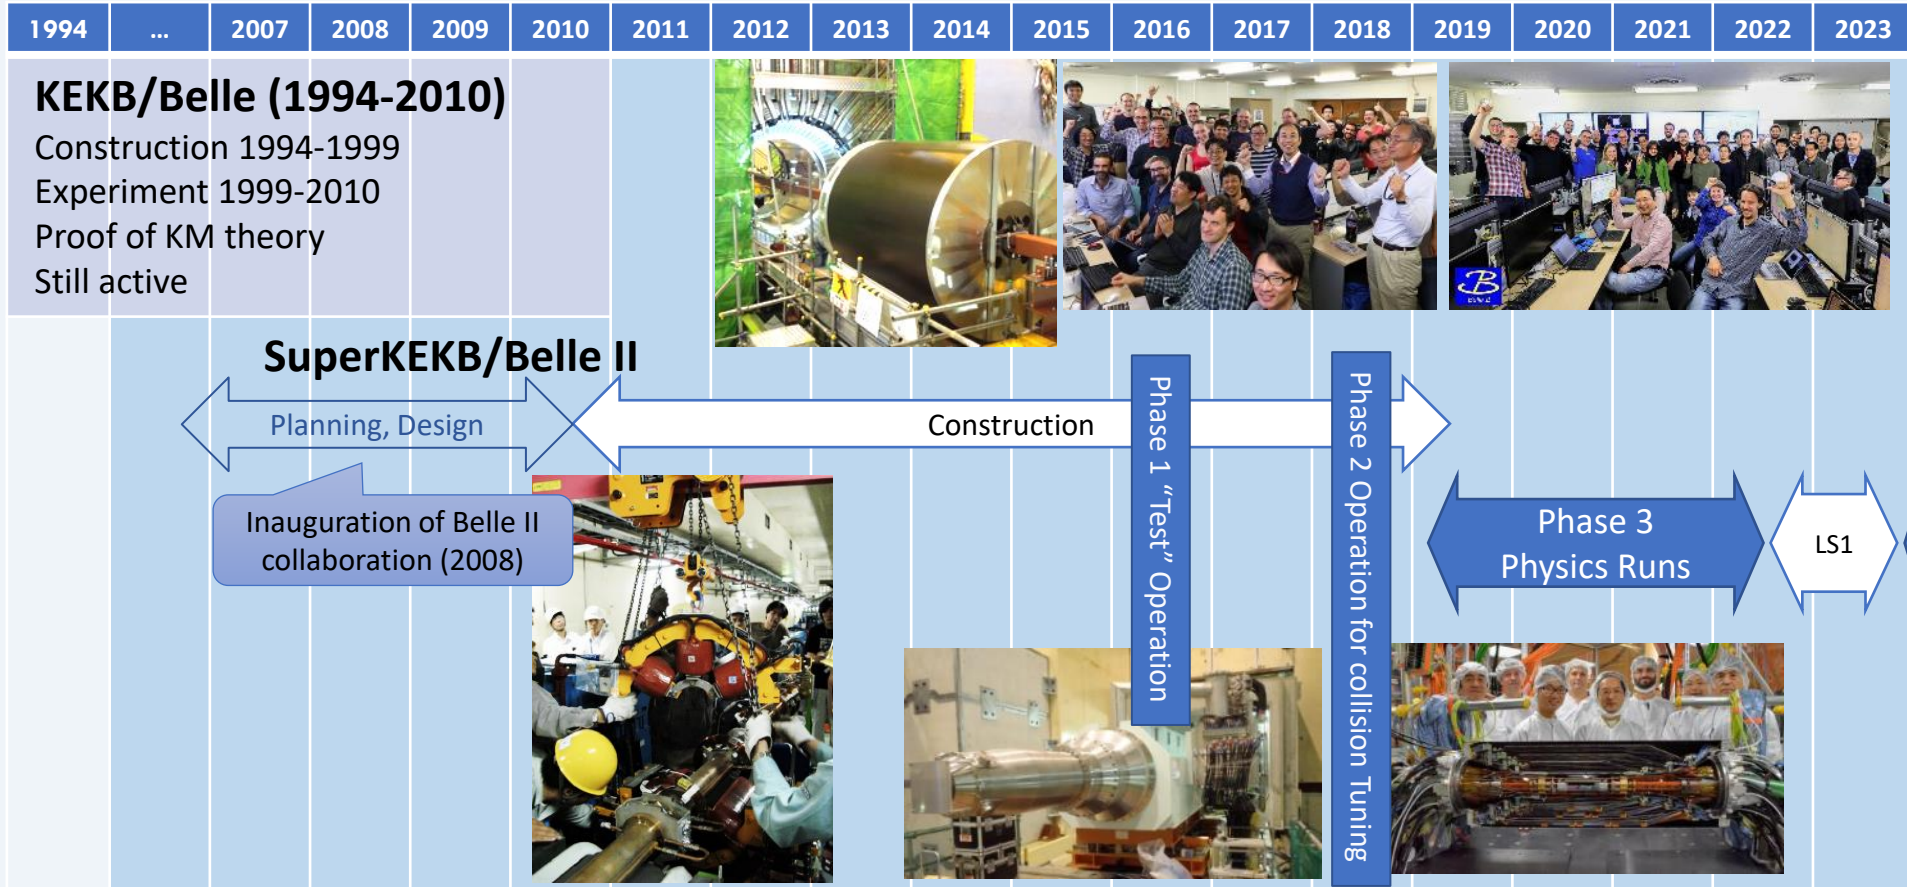 1994 ... 2007 2008 2009 2010 2011 2012 2013 2014 2015 2016 2017 2018 2019 2020 2021 2022 2023
KEKB/Belle (1994-2010)
Construction 1994-1999
Experiment 1999-2010
Proof of KM theory
Still active
SuperKEKB/Belle II
Planning, Design
Construction
Phase 1 “Test” Operation
Phase 2 Operation for collision Tuning
Inauguration of Belle II
collaboration (2008)
Phase 3
Physics Runs
LS1